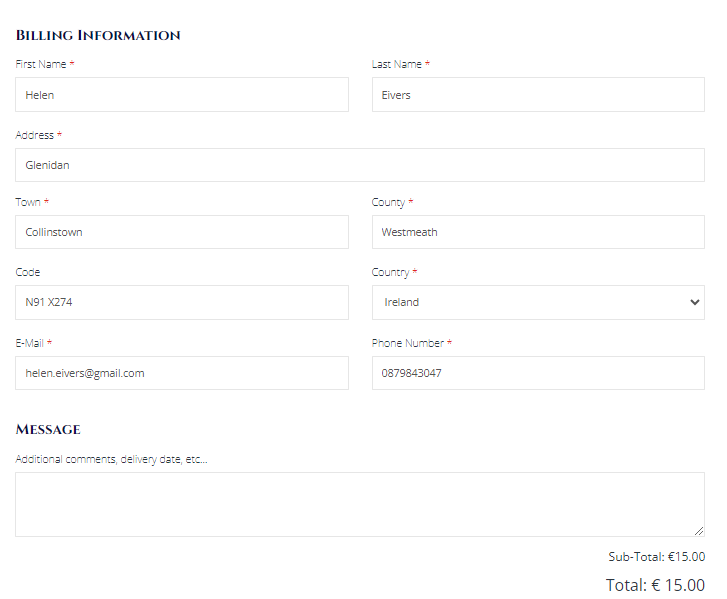 Billing Information
First Name * Last Name *
Helen Eivers
Address *
Glenidan
Town * County *
Collinstown Westmeath
Code Country *
N91 X274 Ireland
E-Mail * Phone Number *
helen.eivers@gmail.com 0879843047
Message
Additional comments, delivery date, etc...
Sub-Total: €15.00
Total: € 15.00